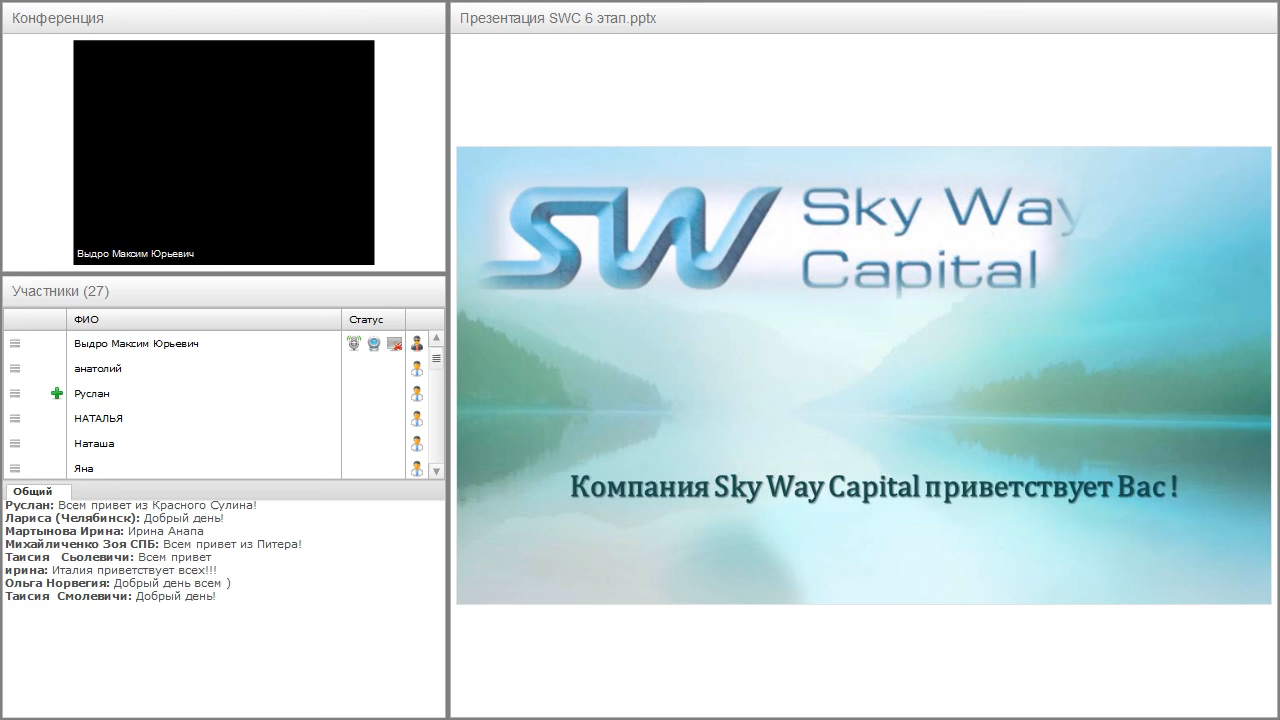 Конференция
Выдро Максим Юрьевич
Участники (27)
ФИО Статус
Выдро Максим Юрьевич
анатолий
Руслан
НАТАЛЬЯ
Наташа
Яна
Общий
Руслан: Всем привет из Красного Сулина!
Лариса (Челябинск): Добрый день!
Мартынова Ирина: Ирина Анапа
Михайличенко Зоя СПБ: Всем привет из Питера!
Таисия Сьолевичи: Всем привет
ирина: Италия приветствует всех!!!
Ольга Норвегия: Добрый день всем )
Таисия Смолевичи: Добрый день!
Презентация SWC 6 этап.pptx
SW Sky Way
Capital
Компания Sky Way Capital приветствует Вас !